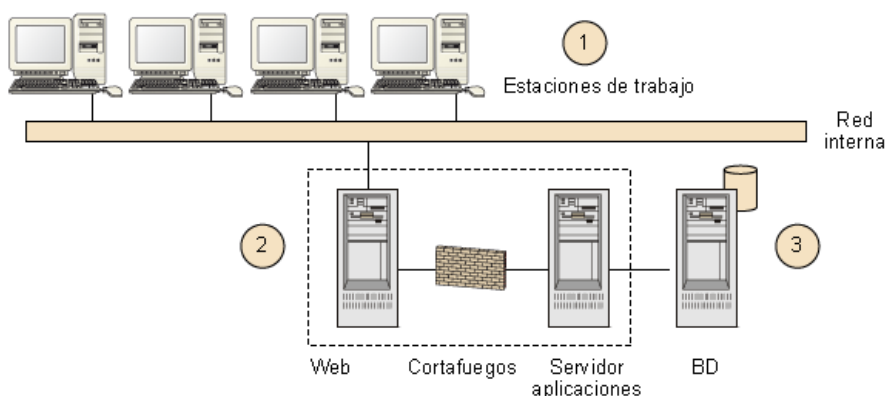 1
Estaciones de trabajo
Red
interna
2
3
Web
Cortafuegos
Servidor
aplicaciones
BD